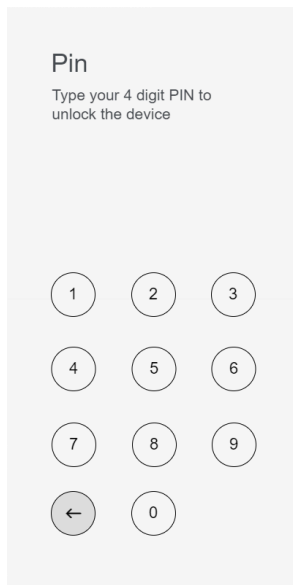 Pin
Type your 4 digit PIN to
unlock the device
1 2 3
4 5 6
7 8 9
← 0